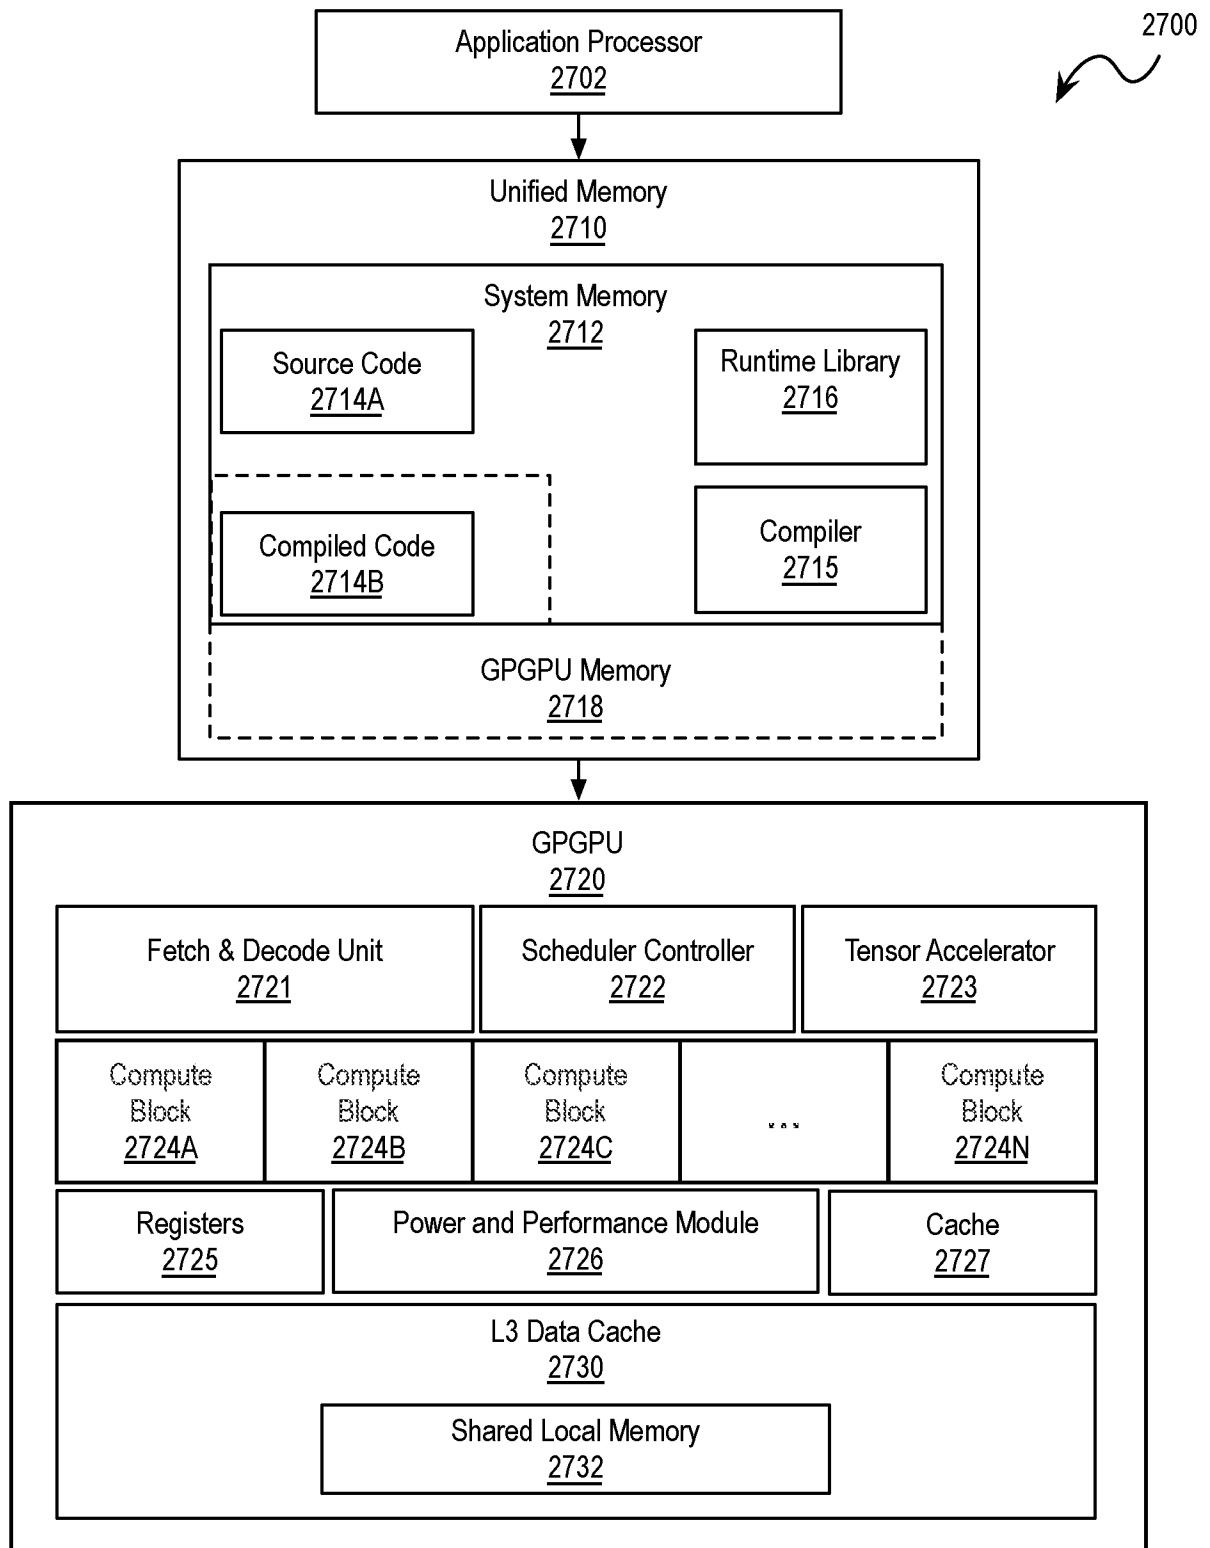 2700
Application Processor
2702
Unified Memory
2710
System Memory
2712
Source Code
2714A
Runtime Library
2716
Compiled Code
2714B
Compiler
2715
GPGPU Memory
2718
GPGPU
2720
Fetch & Decode Unit
2721
Scheduler Controller
2722
Tensor Accelerator
2723
Compute
Block
2724A
Compute
Block
2724B
Compute
Block
2724C
...
Compute
Block
2724N
Registers
2725
Power and Performance Module
2726
Cache
2727
L3 Data Cache
2730
Shared Local Memory
2732